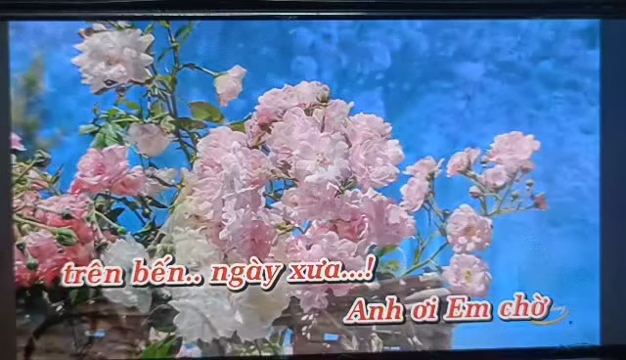 trên bến.. ngày xưa...!
Anh ơi Em chờ